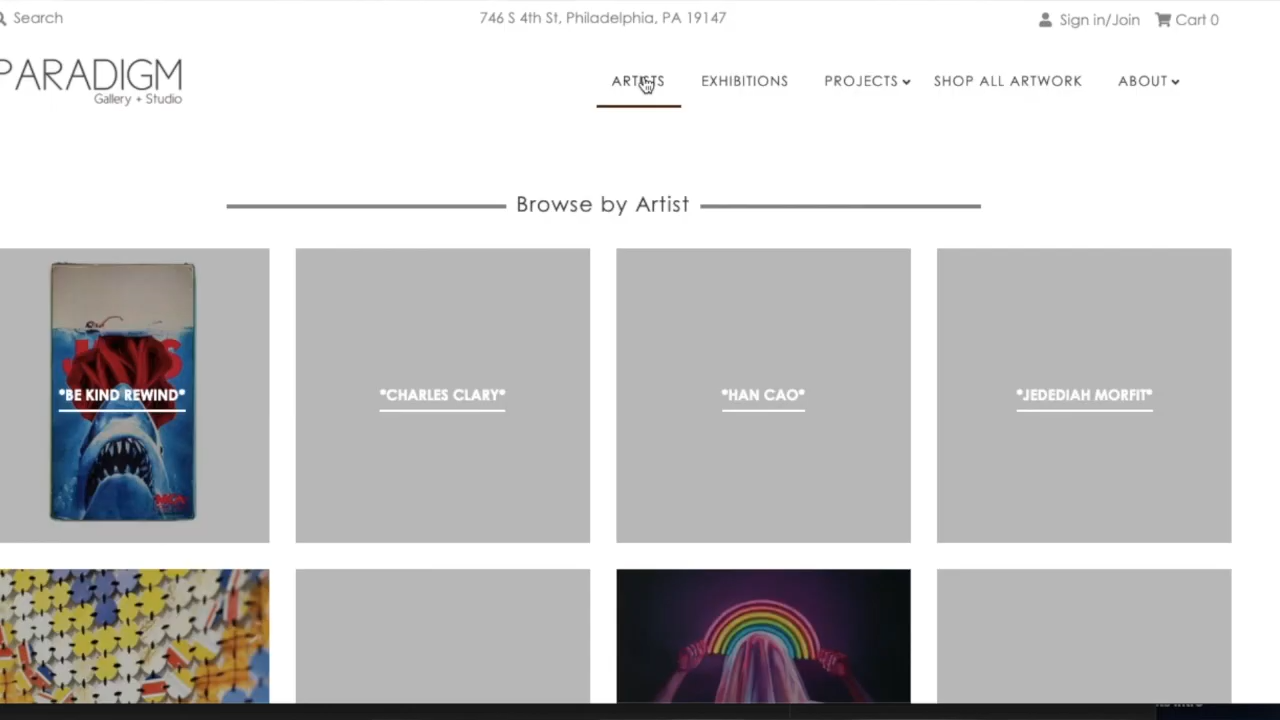 Search
746 S 4th St, Philadelphia, PA 19147
Sign in/Join
Cart 0
PARADIGM
Gallery + Studio
ARTISTS
EXHIBITIONS
PROJECTS
SHOP ALL ARTWORK
ABOUT
Browse by Artist
JAWS
*BE KIND REWIND*
*CHARLES CLARY*
*HAN CAO*
*JEDEDIAH MORFIT*